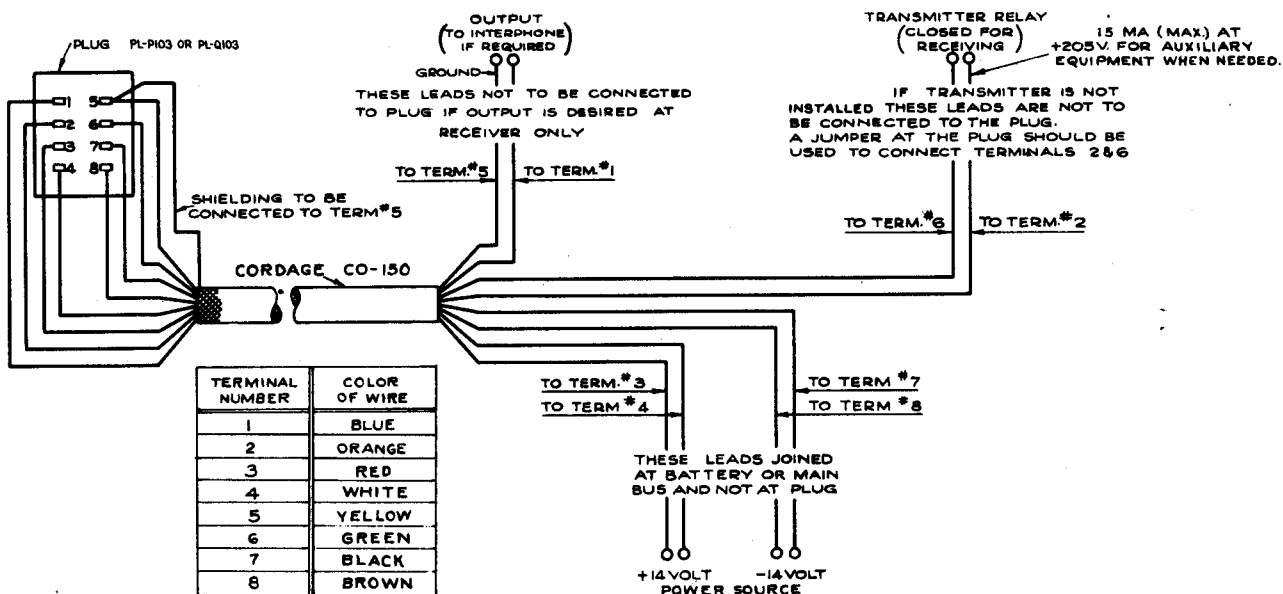 PLUG PL-P103 OR PL-Q103
1 5
2 6
3 7
4 8
SHIELDING TO BE
CONNECTED TO TERM#5
CORDAGE CO-150
OUTPUT
(TO INTERPHONE
IF REQUIRED)
GROUND
THESE LEADS NOT TO BE CONNECTED
TO PLUG IF OUTPUT IS DESIRED AT
RECEIVER ONLY
TO TERM.#5 TO TERM.#1
TRANSMITTER RELAY
(CLOSED FOR
RECEIVING)
15 MA (MAX.) AT
+205V. FOR AUXILIARY
EQUIPMENT WHEN NEEDED.
IF TRANSMITTER IS NOT
INSTALLED THESE LEADS ARE NOT TO
BE CONNECTED TO THE PLUG.
A JUMPER AT THE PLUG SHOULD BE
USED TO CONNECT TERMINALS 2&6
TO TERM.#6 TO TERM.#2
TERMINAL NUMBER COLOR OF WIRE
1 BLUE
2 ORANGE
3 RED
4 WHITE
5 YELLOW
6 GREEN
7 BLACK
8 BROWN
TO TERM.#3 TO TERM #7
TO TERM #4 TO TERM #8
THESE LEADS JOINED
AT BATTERY OR MAIN
BUS AND NOT AT PLUG
+14 VOLT -14 VOLT
POWER SOURCE